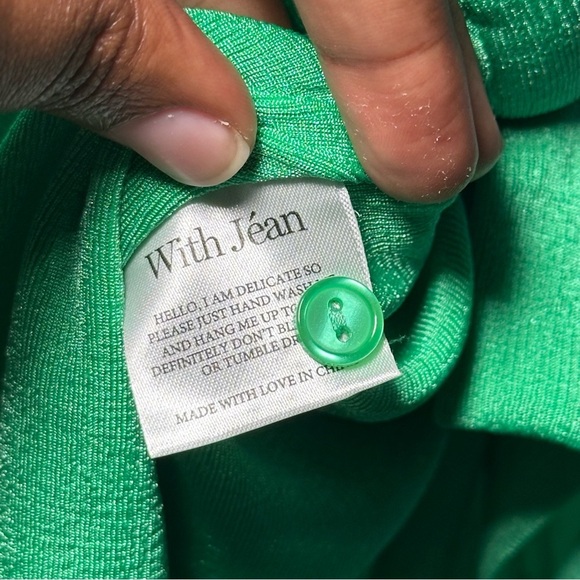 With Jéan
HELLO, I AM DELICATE SO
PLEASE JUST HAND WASH
AND HANG ME UP TO
DEFINITELY DON'T
OR TUMBLE
MADE WITH LOVE IN